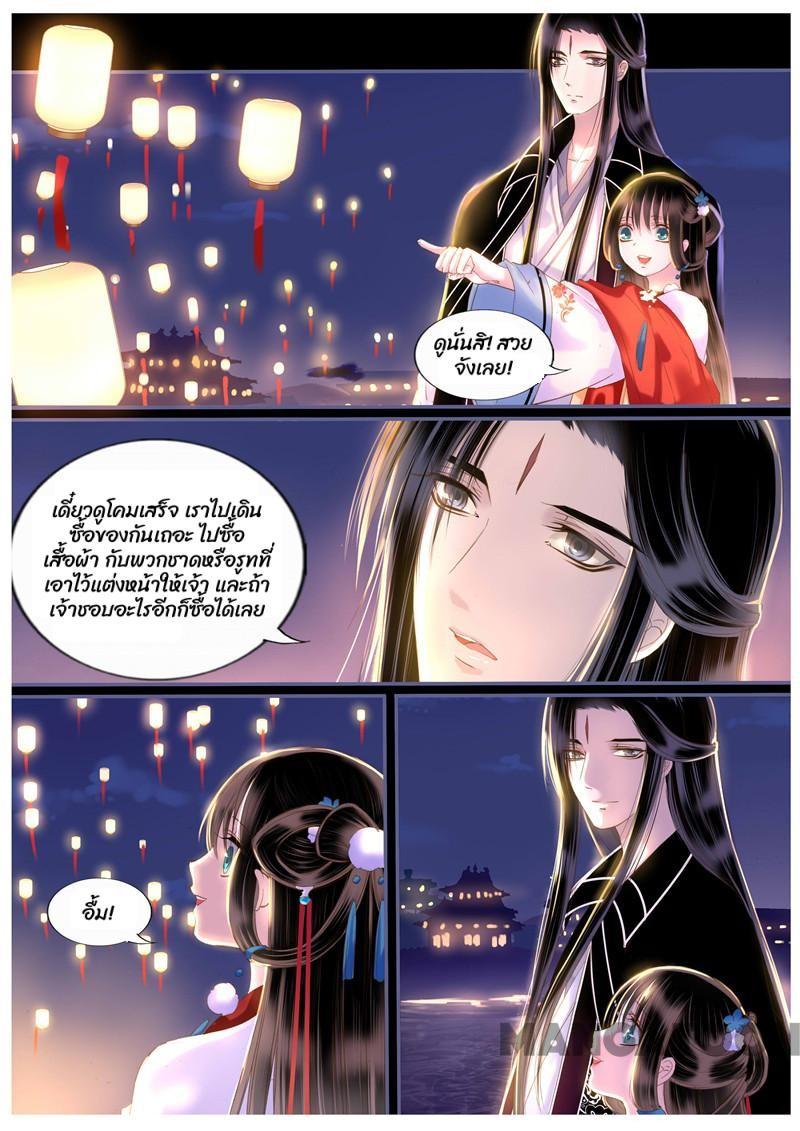 ดูนั่นสิ! สวย
จังเลย!
เดี๋ยวดูโคมเสร็จ เราไปเดิน
ซื้อของกันเถอะ ไปซื้อ
เสื้อผ้า กับพวกชาดหรือรูทที่
เอาไว้แต่งหน้าให้เจ้า และถ้า
เจ้าชอบอะไรอีกก็ซื้อได้เลย
อื้ม!
MANGATOON